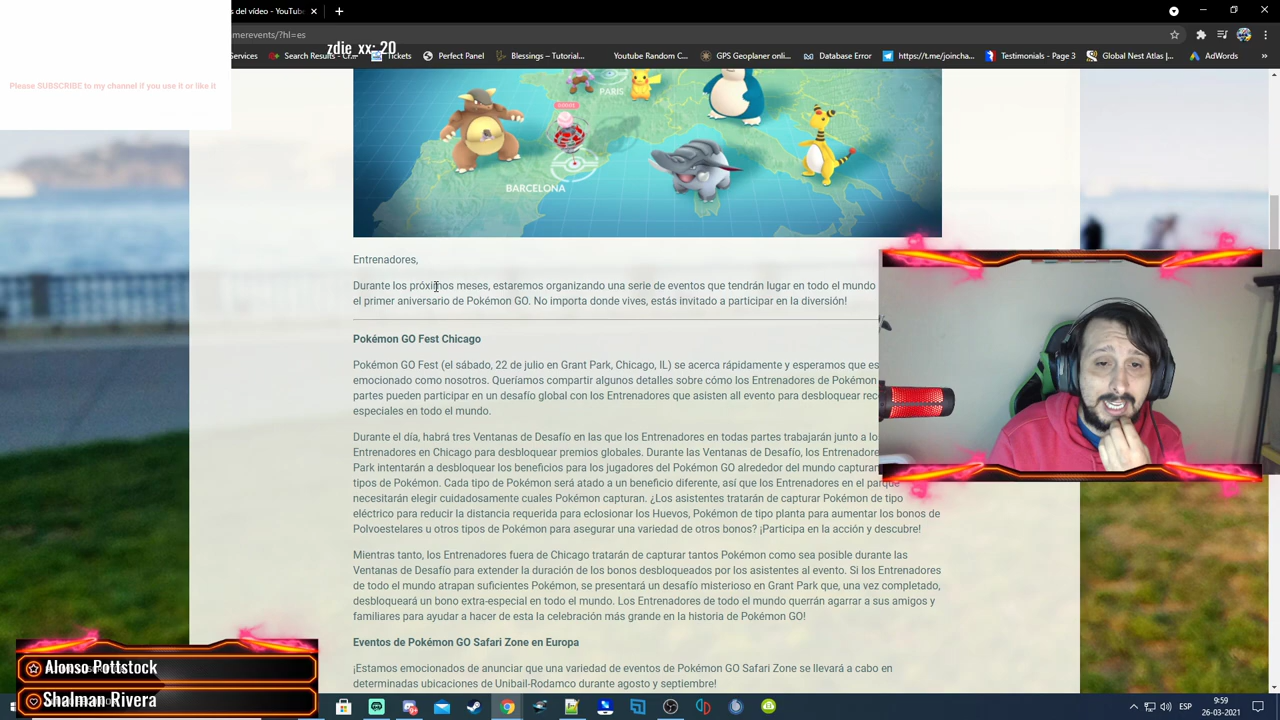 s del vídeo - YouTub
merevents/?hl=es
ervices
Search Results - C
Perfect Panel
Blessings – Tutorial...
Youtube Random C...
GPS Geoplaner onlin...
https://t.me/joincha...
Testimonials - Page 3
Global Nest Algo, th...
AdWords
zdie_xx: 20
Please SUBSCRIBE to my channel if you use it or like it
PARIS
BARCELONA
Entrenadores,
Durante los próximos meses, estaremos organizando una serie de eventos que tendrán lugar en todo el mundo
el primer aniversario de Pokémon GO. No importa donde vives, estás invitado a participar en la diversión!
Pokémon GO Fest Chicago
Pokémon GO Fest (el sábado, 22 de julio en Grant Park, Chicago, IL) se acerca rápidamente y esperamos que es
emocionado como nosotros. Queríamos compartir algunos detalles sobre cómo los Entrenadores de Pokémon
partes pueden participar en un desafío global con los Entrenadores que asisten all evento para desbloquear rec
especiales en todo el mundo.
Durante el día, habrá tres Ventanas de Desafío en las que los Entrenadores en todas partes trabajarán junto a lo
Entrenadores en Chicago para desbloquear premios globales. Durante las Ventanas de Desafío, los Entrenadore
Park intentarán a desbloquear los beneficios para los jugadores del Pokémon GO alrededor del mundo capturan
tipos de Pokémon. Cada tipo de Pokémon será atado a un beneficio diferente, así que los Entrenadores en el parque
necesitarán elegir cuidadosamente cuales Pokémon capturan. ¿Los asistentes tratarán de capturar Pokémon de tipo
eléctrico para reducir la distancia requerida para eclosionar los Huevos, Pokémon de tipo planta para aumentar los bonos de
Polvoestelares u otros tipos de Pokémon para asegurar una variedad de otros bonos? ¡Participa en la acción y descubre!
Mientras tanto, los Entrenadores fuera de Chicago tratarán de capturar tantos Pokémon como sea posible durante las
Ventanas de Desafío para extender la duración de los bonos desbloqueados por los asistentes al evento. Si los Entrenadores
de todo el mundo atrapan suficientes Pokémon, se presentará un desafío misterioso en Grant Park que, una vez completado,
desbloqueará un bono extra-especial en todo el mundo. Los Entrenadores de todo el mundo querrán agarrar a sus amigos y
familiares para ayudar a hacer de esta la celebración más grande en la historia de Pokémon GO!
Eventos de Pokémon GO Safari Zone en Europa
¡Estamos emocionados de anunciar que una variedad de eventos de Pokémon GO Safari Zone se llevará a cabo en
determinadas ubicaciones de Unibail-Rodamco durante agosto y septiembre!
Alonso Pottstock
Shalman Rivera
ESP
9:59
26-03-2021